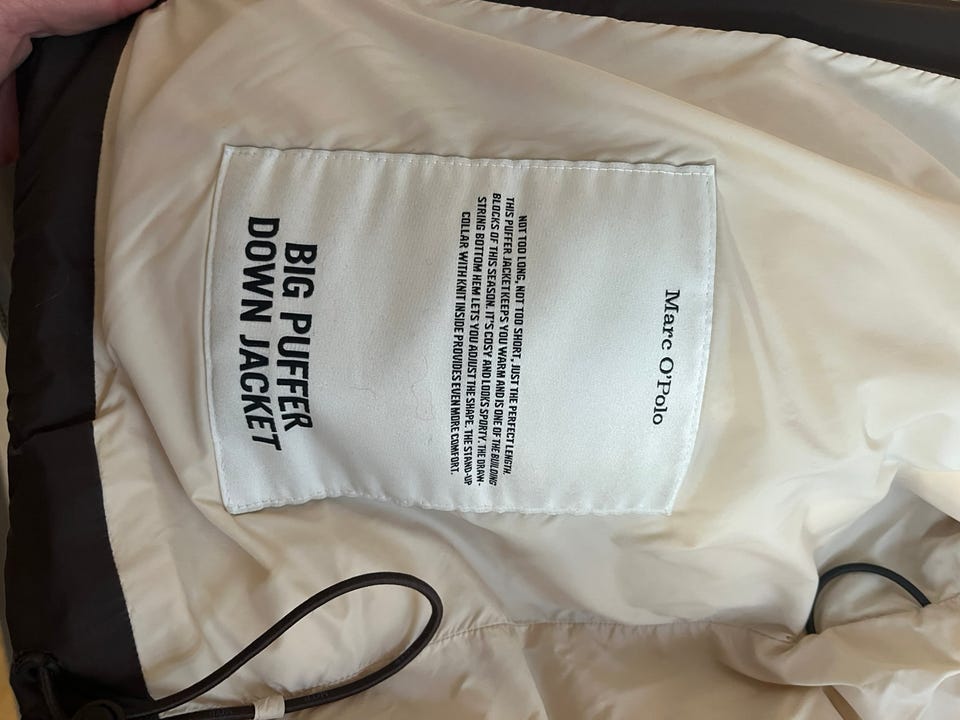 Marc O'Polo
NOT TOO LONG, NOT TOO SHORT, JUST THE PERFECT LENGTH.
THIS PUFFER JACKET KEEPS YOU WARM AND IS ONE OF THE BUILDING
BLOCKS OF THIS SEASON. IT'S COSY AND LOOKS SPORTY. THE DRAW-
STRING BOTTOM HEM LETS YOU ADJUST THE SHAPE. THE STAND-UP
COLLAR WITH KNIT INSIDE PROVIDES EVEN MORE COMFORT.
BIG PUFFER
DOWN JACKET